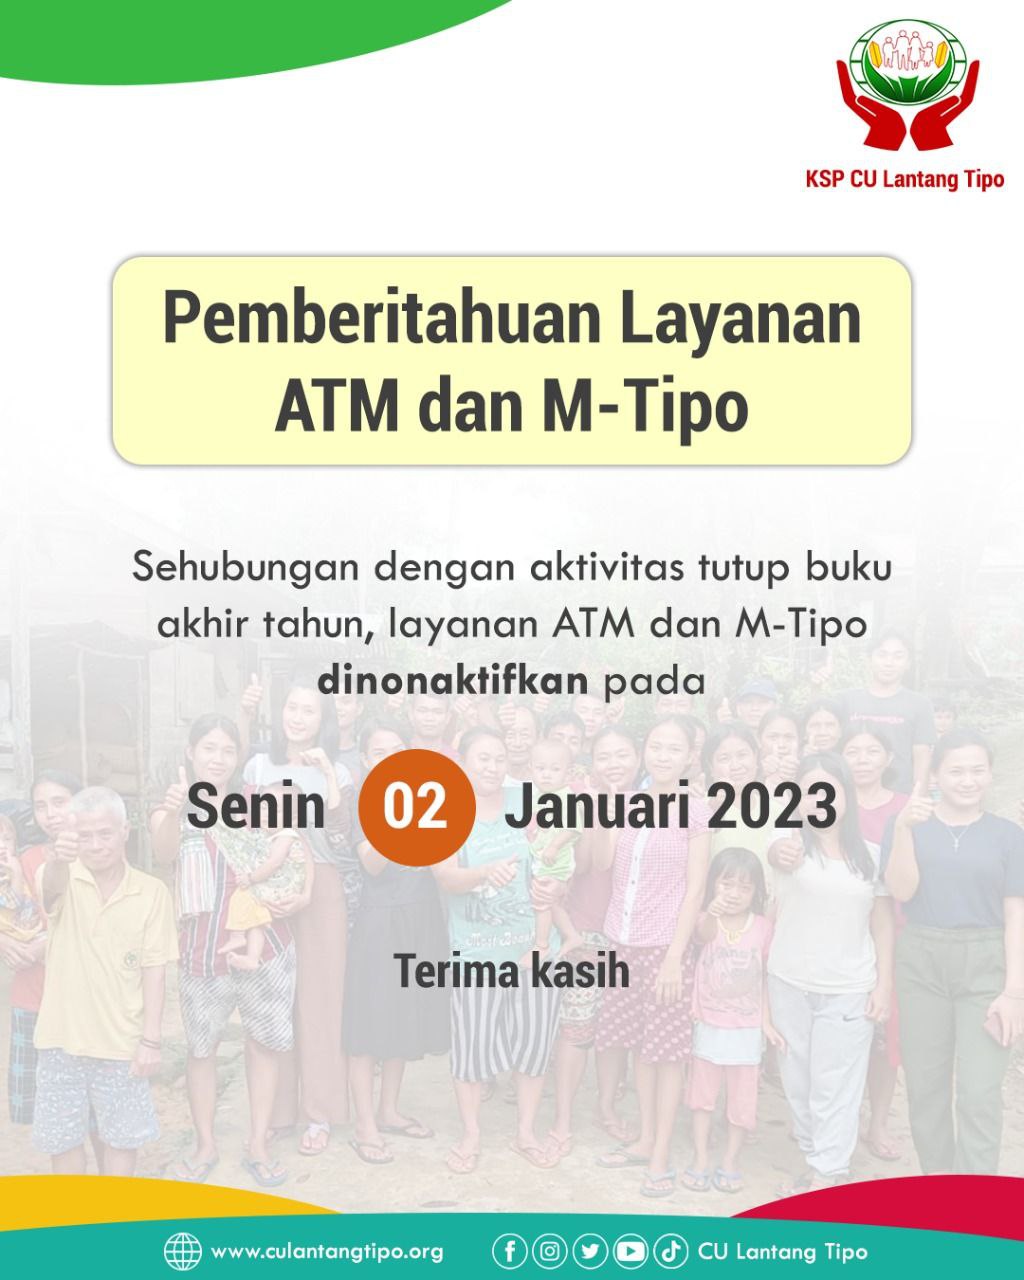 KSP CU Lantang Tipo
Pemberitahuan Layanan
ATM dan M-Tipo
Sehubungan dengan aktivitas tutup buku
akhir tahun, layanan ATM dan M-Tipo
dinonaktifkan pada
Senin 02 Januari 2023
Terima kasih
www.culantangtipo.org CU Lantang Tipo